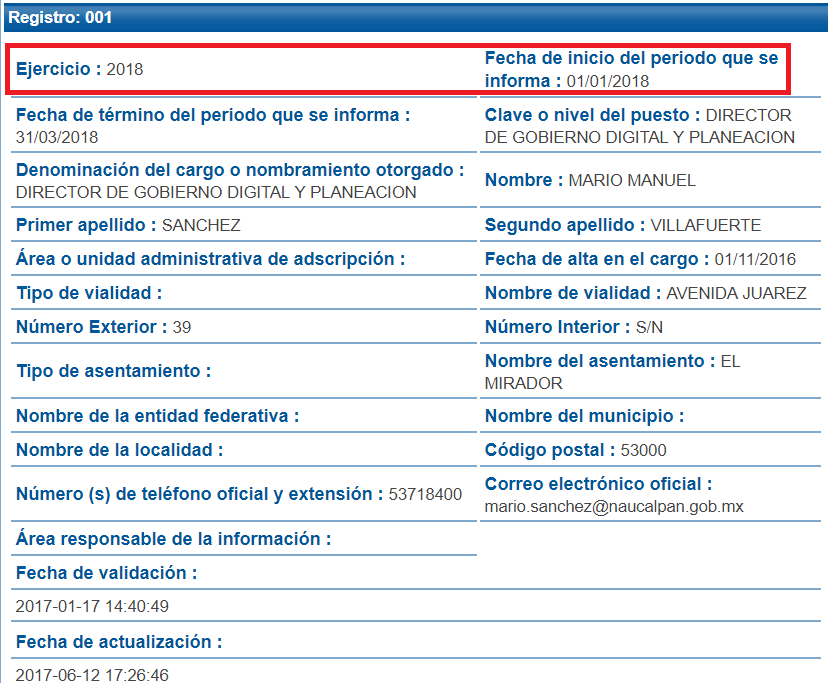 Registro: 001
Ejercicio : 2018
Fecha de inicio del periodo que se
informa : 01/01/2018
Fecha de término del periodo que se informa :
31/03/2018
Clave o nivel del puesto : DIRECTOR
DE GOBIERNO DIGITAL Y PLANEACION
Denominación del cargo o nombramiento otorgado :
DIRECTOR DE GOBIERNO DIGITAL Y PLANEACION
Nombre : MARIO MANUEL
Primer apellido : SANCHEZ
Segundo apellido : VILLAFUERTE
Área o unidad administrativa de adscripción :
Fecha de alta en el cargo : 01/11/2016
Tipo de vialidad :
Nombre de vialidad : AVENIDA JUAREZ
Número Exterior : 39
Número Interior : S/N
Tipo de asentamiento :
Nombre del asentamiento : EL
MIRADOR
Nombre de la entidad federativa :
Nombre del municipio :
Nombre de la localidad :
Código postal : 53000
Número (s) de teléfono oficial y extensión : 53718400
Correo electrónico oficial :
mario.sanchez@naucalpan.gob.mx
Área responsable de la información :
Fecha de validación :
2017-01-17 14:40:49
Fecha de actualización :
2017-06-12 17:26:46